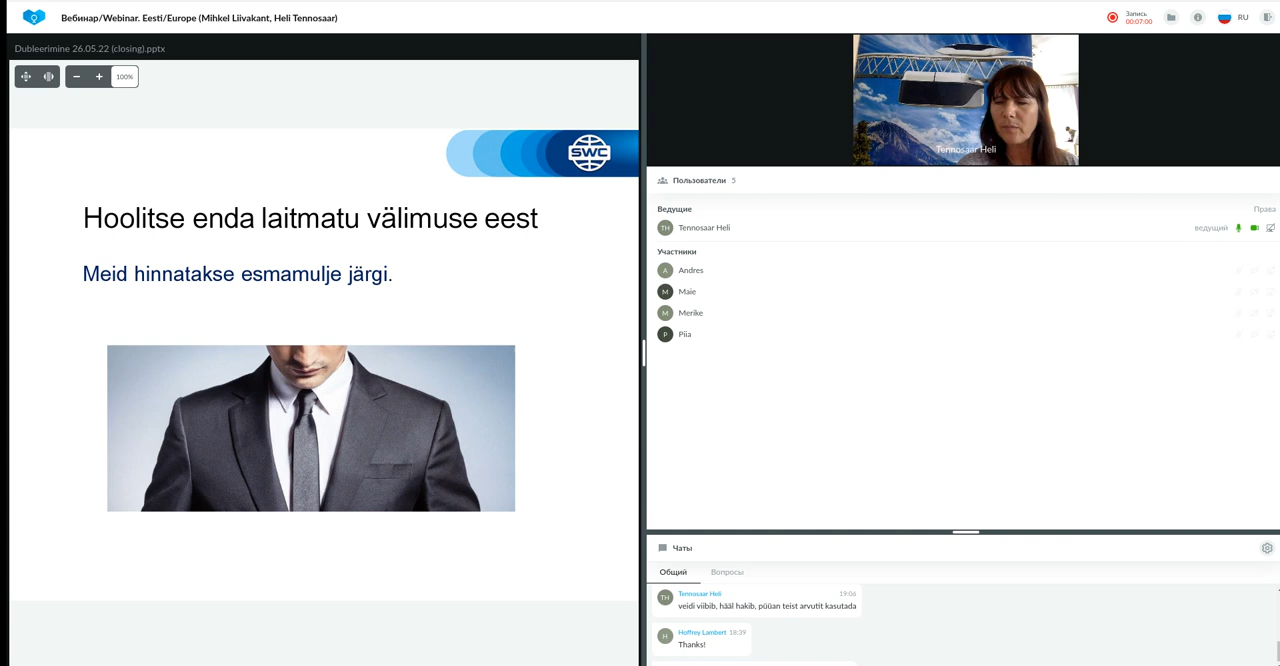 Вебинар/Webinar. Eesti/Europe (Mihkel Liivakant, Heli Tennosaar)
Запись
00:07:00
RU
Dubleerimine 26.05.22 (closing).pptx
100%
SWC
Hoolitse enda laitmatu välimuse eest
Meid hinnatakse esmamulje järgi.
Tennosaar Heli
Пользователи 5
Ведущие Права
TH Tennosaar Heli ведущий
Участники
A Andres
M Maie
M Merike
P Piia
Чаты
Общий Вопросы
TH Tennosaar Heli 19:06
veidi viibib, hääl hakib, püüan teist arvutit kasutada
H Hoffrey Lambert 18:39
Thanks!